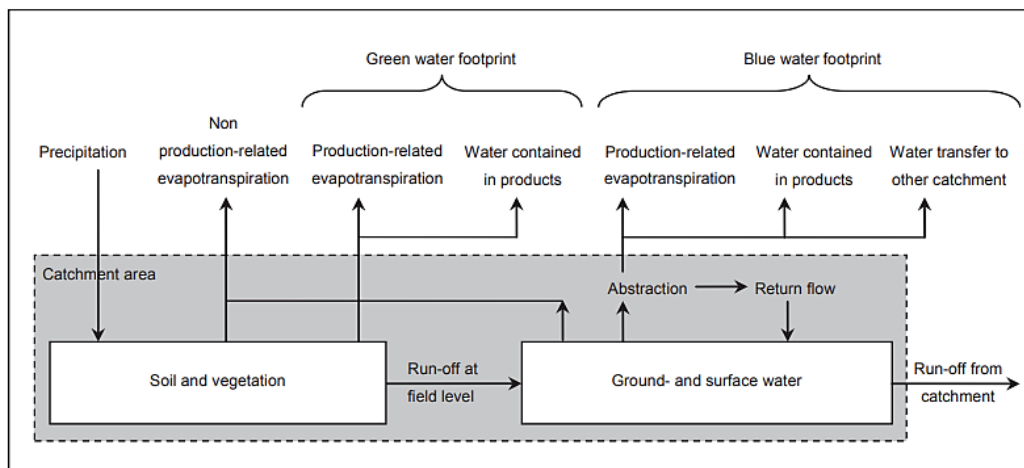 Green water footprint
Blue water footprint
Precipitation
Non
production-related
evapotranspiration
Production-related
evapotranspiration
Water contained
in products
Production-related
evapotranspiration
Water contained
in products
Water transfer to
other catchment
Catchment area
Abstraction
Return flow
Soil and vegetation
Run-off at
field level
Ground- and surface water
Run-off from
catchment